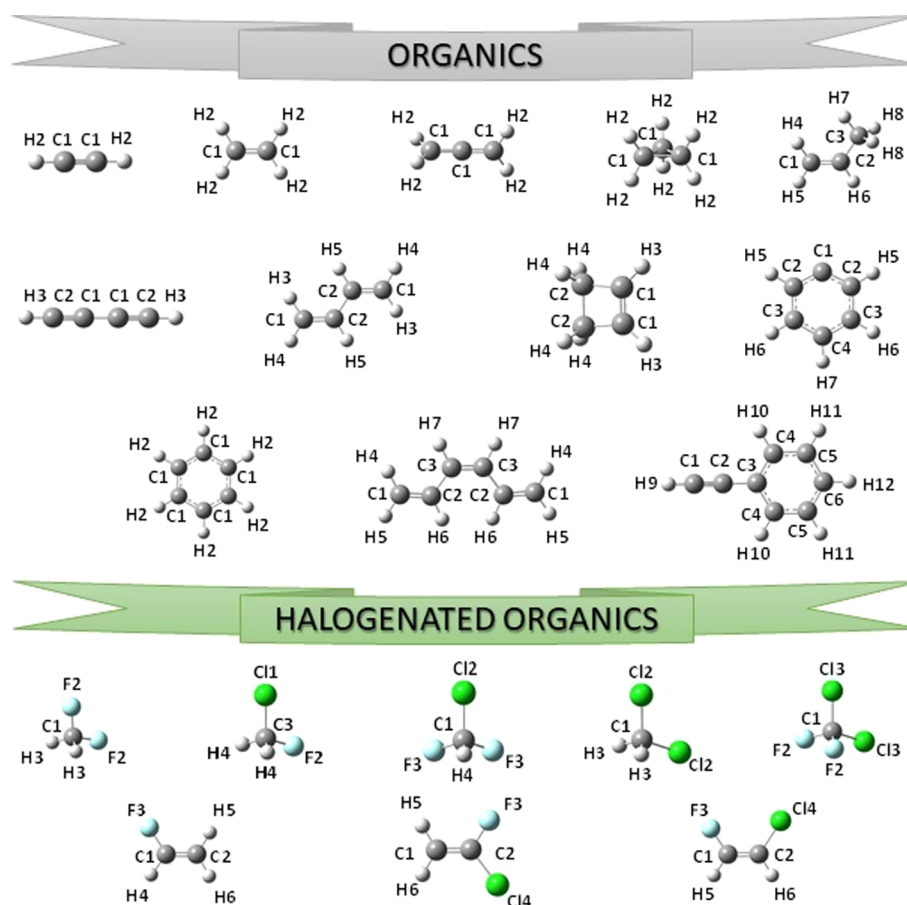 ORGANICS
H2 C1 C1 H2
H2 H2
C1 C1
H2 H2
H2 C1 C1 H2
H2 C1 H2
H2
H2 C1 H2
C1 C1
H2 H2 H2
H7
H4 C3 H8
H8
C1 C2
H5 H6
H3 C2 C1 C1 C2 H3
H5 H4
H3 C2 C1
C1 C2 H3
H4 H5
H4 H3
H4
C2 C1
C2 C1
H4 H4 H3
C1
H5 C2 C2 H5
C3 C3
H6 C4 H6
H7
H2
H2 C1 H2
C1 C1
C1 C1
H2 C1 H2
H2
H7 H7
H4 C3 C3 H4
C1 C2 C2 C1
H5 H6 H6 H5
H10 H11
C4
C1 C2 C3 C5
H9 C6 H12
C4 C5
H10 H11
HALOGENATED ORGANICS
F2
C1
H3 F2
H3
Cl1
C3
H4 F2
H4
Cl2
C1
F3 F3
H4
Cl2
C1
H3 Cl2
H3
Cl3
C1
F2 Cl3
F2
F3 H5
C1 C2
H4 H6
H5 F3
C1 C2
H6 Cl4
F3 Cl4
C1 C2
H5 H6